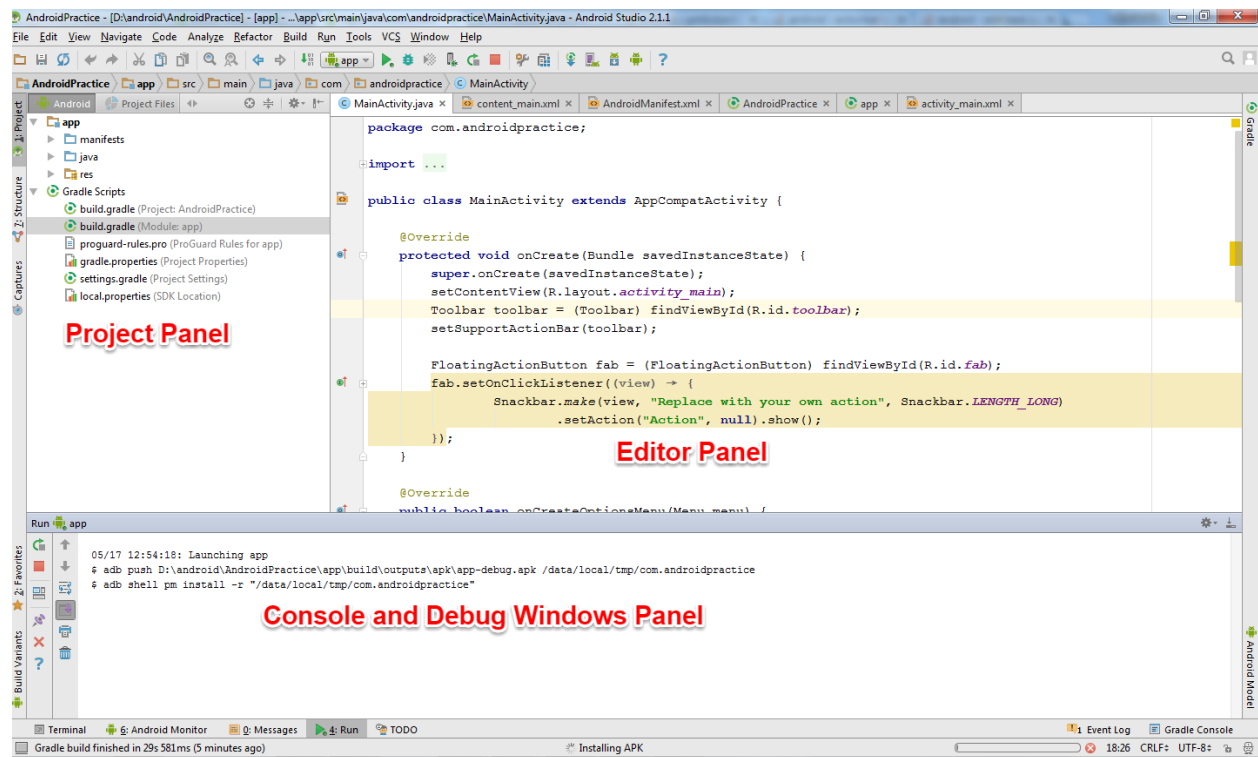 AndroidPractice - [D:\android\AndroidPractice] - [app] - ...\app\src\main\java\com\androidpractice\MainActivity.java - Android Studio 2.1.1
File Edit View Navigate Code Analyze Refactor Build Run Tools VCS Window Help
app
AndroidPractice app src main java com androidpractice MainActivity
Android Project Files
MainActivity.java content_main.xml AndroidManifest.xml AndroidPractice app activity_main.xml
1: Project
7: Structure
Captures
app
manifests
java
res
Gradle Scripts
build.gradle (Project: AndroidPractice)
build.gradle (Module: app)
proguard-rules.pro (ProGuard Rules for app)
gradle.properties (Project Properties)
settings.gradle (Project Settings)
local.properties (SDK Location)
Project Panel
package com.androidpractice;
import ...
public class MainActivity extends AppCompatActivity {
@Override
protected void onCreate(Bundle savedInstanceState) {
super.onCreate(savedInstanceState);
setContentView(R.layout.activity_main);
Toolbar toolbar = (Toolbar) findViewById(R.id.toolbar);
setSupportActionBar(toolbar);
FloatingActionButton fab = (FloatingActionButton) findViewById(R.id.fab);
fab.setOnClickListener((view) → {
Snackbar.make(view, "Replace with your own action", Snackbar.LENGTH_LONG)
.setAction("Action", null).show();
});
}
Editor Panel
@Override
public boolean onCreateOptionsMenu(Menu menu) {
Gradle
Run app
2: Favorites
Build Variants
05/17 12:54:18: Launching app
$ adb push D:\android\AndroidPractice\app\build\outputs\apk\app-debug.apk /data/local/tmp/com.androidpractice
$ adb shell pm install -r "/data/local/tmp/com.androidpractice"
Console and Debug Windows Panel
Android Model
Terminal 6: Android Monitor 0: Messages 4: Run TODO 1 Event Log Gradle Console
Gradle build finished in 29s 581ms (5 minutes ago) Installing APK 18:26 CRLF UTF-8